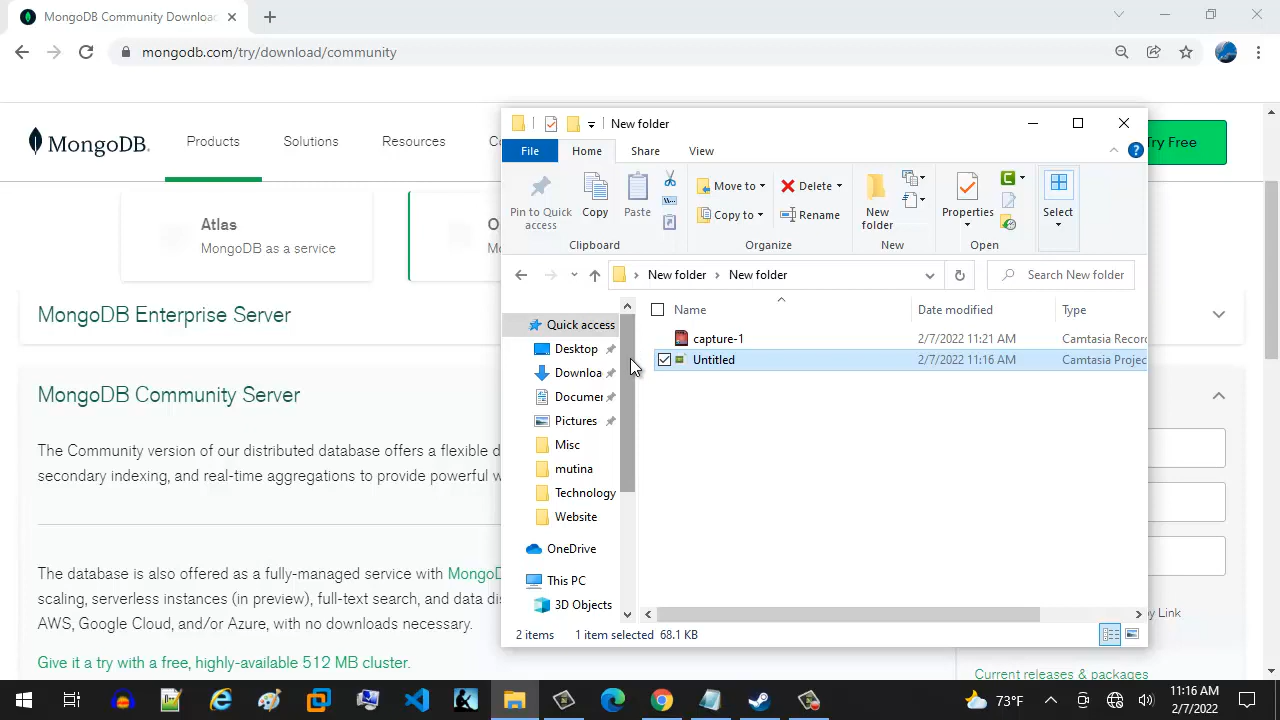 MongoDB Community Download
mongodb.com/try/download/community
MongoDB.
Products
Solutions
Resources
Try Free
Atlas
MongoDB as a service
MongoDB Enterprise Server
MongoDB Community Server
The Community version of our distributed database offers a flexible d
secondary indexing, and real-time aggregations to provide powerful w
The database is also offered as a fully-managed service with MongoD
scaling, serverless instances (in preview), full-text search, and data dis
AWS, Google Cloud, and/or Azure, with no downloads necessary.
Give it a try with a free, highly-available 512 MB cluster.
by Link
Current releases & packages
New folder
File
Home
Share
View
Pin to Quick
access
Copy
Paste
Clipboard
Move to
Copy to
Delete
Rename
Organize
New
folder
New
Properties
Open
Select
New folder
New folder
Search New folder
Name
Date modified
Type
capture-1
2/7/2022 11:21 AM
Camtasia Record
Untitled
2/7/2022 11:16 AM
Camtasia Projec
Quick access
Desktop
Downloa
Documer
Pictures
Misc
mutina
Technology
Website
OneDrive
This PC
3D Objects
2 items
1 item selected 68.1 KB
73°F
11:16 AM
2/7/2022